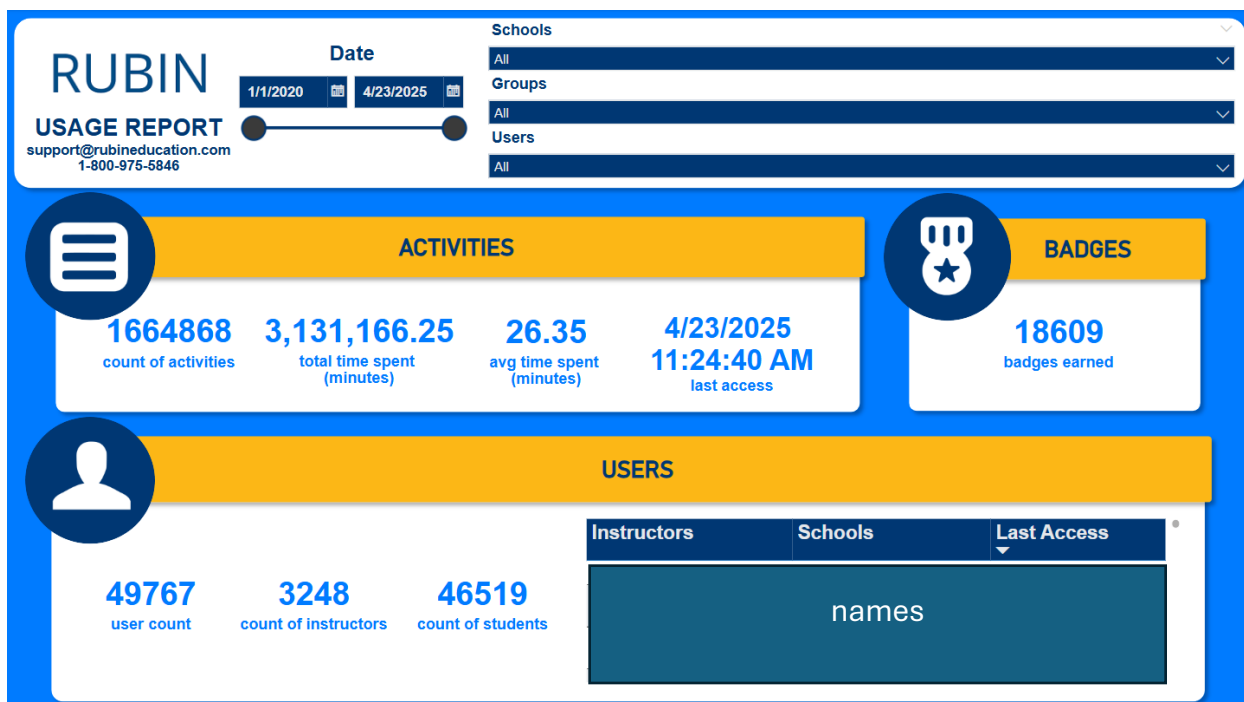 RUBIN
USAGE REPORT
support@rubineducation.com
1-800-975-5846
Date
1/1/2020
4/23/2025
Schools
All
Groups
All
Users
All
ACTIVITIES
1664868
count of activities
3,131,166.25
total time spent
(minutes)
26.35
avg time spent
(minutes)
4/23/2025
11:24:40 AM
last access
BADGES
18609
badges earned
USERS
49767
user count
3248
count of instructors
46519
count of students
Instructors
Schools
Last Access
names